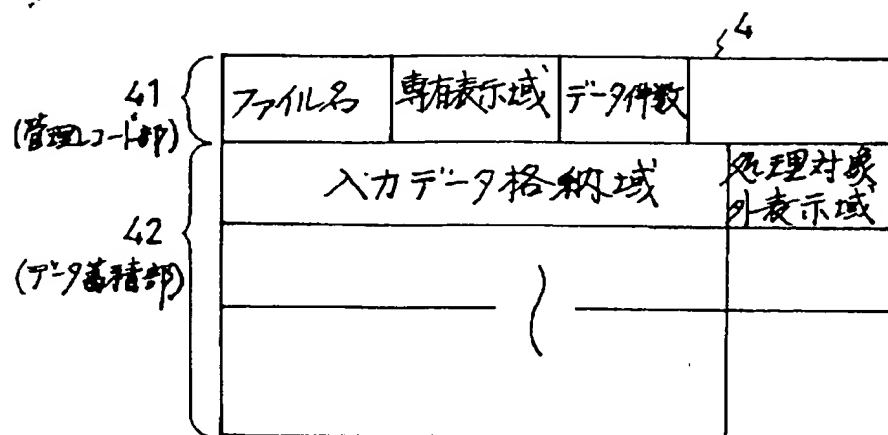 4
41
(管理レコード部)
ファイル名
専有表示域
データ件数
42
(データ蓄積部)
入力データ格納域
処理対象
外表示域